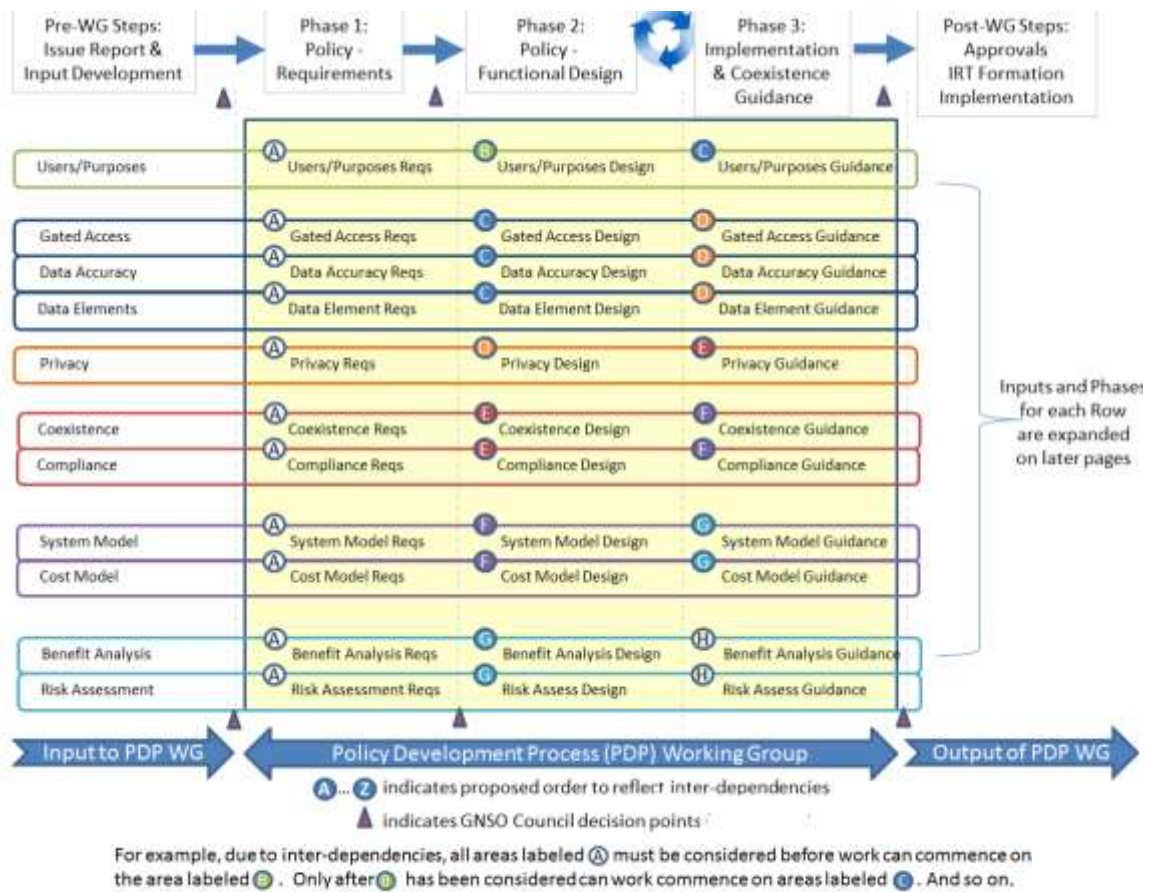 Pre-WG Steps:
Issue Report &
Input Development
Phase 1:
Policy -
Requirements
Phase 2:
Policy -
Functional Design
Phase 3:
Implementation
& Coexistence
Guidance
Post-WG Steps:
Approvals
IRT Formation
Implementation
A B C
Users/Purposes Users/Purposes Reqs Users/Purposes Design Users/Purposes Guidance
A C D
Gated Access Gated Access Reqs Gated Access Design Gated Access Guidance
A C D
Data Accuracy Data Accuracy Reqs Data Accuracy Design Data Accuracy Guidance
A C D
Data Elements Data Element Reqs Data Element Design Data Element Guidance
A D E
Privacy Privacy Reqs Privacy Design Privacy Guidance
A E F
Coexistence Coexistence Reqs Coexistence Design Coexistence Guidance
A E F
Compliance Compliance Reqs Compliance Design Compliance Guidance
A F G
System Model System Model Reqs System Model Design System Model Guidance
A F G
Cost Model Cost Model Reqs Cost Model Design Cost Model Guidance
A G H
Benefit Analysis Benefit Analysis Reqs Benefit Analysis Design Benefit Analysis Guidance
A G H
Risk Assessment Risk Assessment Reqs Risk Assess Design Risk Assess Guidance
Inputs and Phases
for each Row
are expanded
on later pages
Input to PDP WG
Policy Development Process (PDP) Working Group
Output of PDP WG
A... Z indicates proposed order to reflect inter-dependencies
indicates GNSO Council decision points
For example, due to inter-dependencies, all areas labeled A must be considered before work can commence on
the area labeled B . Only after B has been considered can work commence on areas labeled C . And so on.